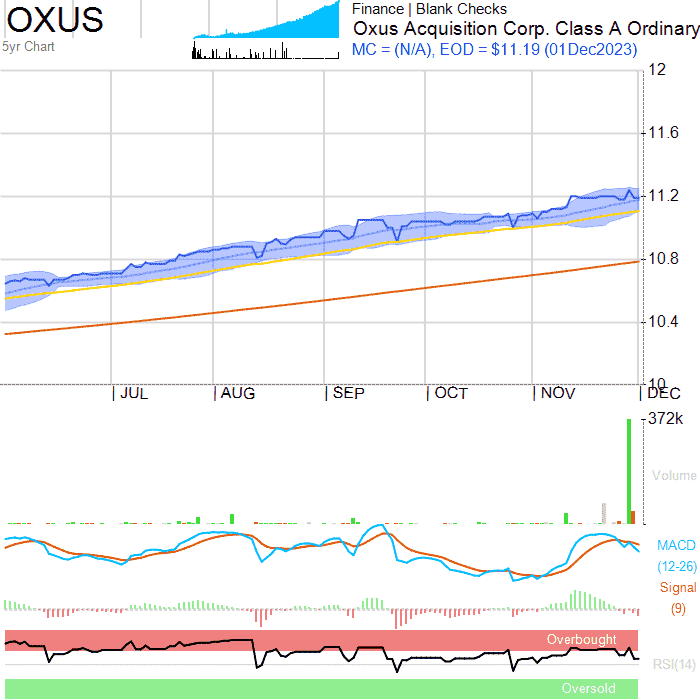 OXUS
5yr Chart
Finance | Blank Checks
Oxus Acquisition Corp. Class A Ordinary
MC = (N/A), EOD = $11.19 (01Dec2023)
12
11.6
11.2
10.8
10.4
10
| JUL | AUG | SEP | OCT | NOV | DEC
372k
Volume
MACD
(12-26)
Signal
(9)
Overbought
RSI(14)
Oversold